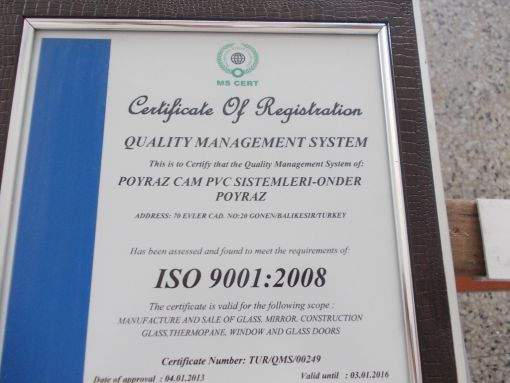 MS CERT
Certificate Of Registration
QUALITY MANAGEMENT SYSTEM
This is to Certify that the Quality Management System of:
POYRAZ CAM PVC SISTEMLERI-ONDER
POYRAZ
ADDRESS: 70 EVLER CAD. NO:20 GONEN/BALIKESIR/TURKEY
Has been assessed and found to meet the requirements of:
ISO 9001:2008
The certificate is valid for the following scope :
MANUFACTURE AND SALE OF GLASS, MIRROR, CONSTRUCTION
GLASS,THERMOPANE, WINDOW AND GLASS DOORS
Certificate Number: TUR/QMS/00249
Date of approval : 04.01.2013 Valid until : 03.01.2016